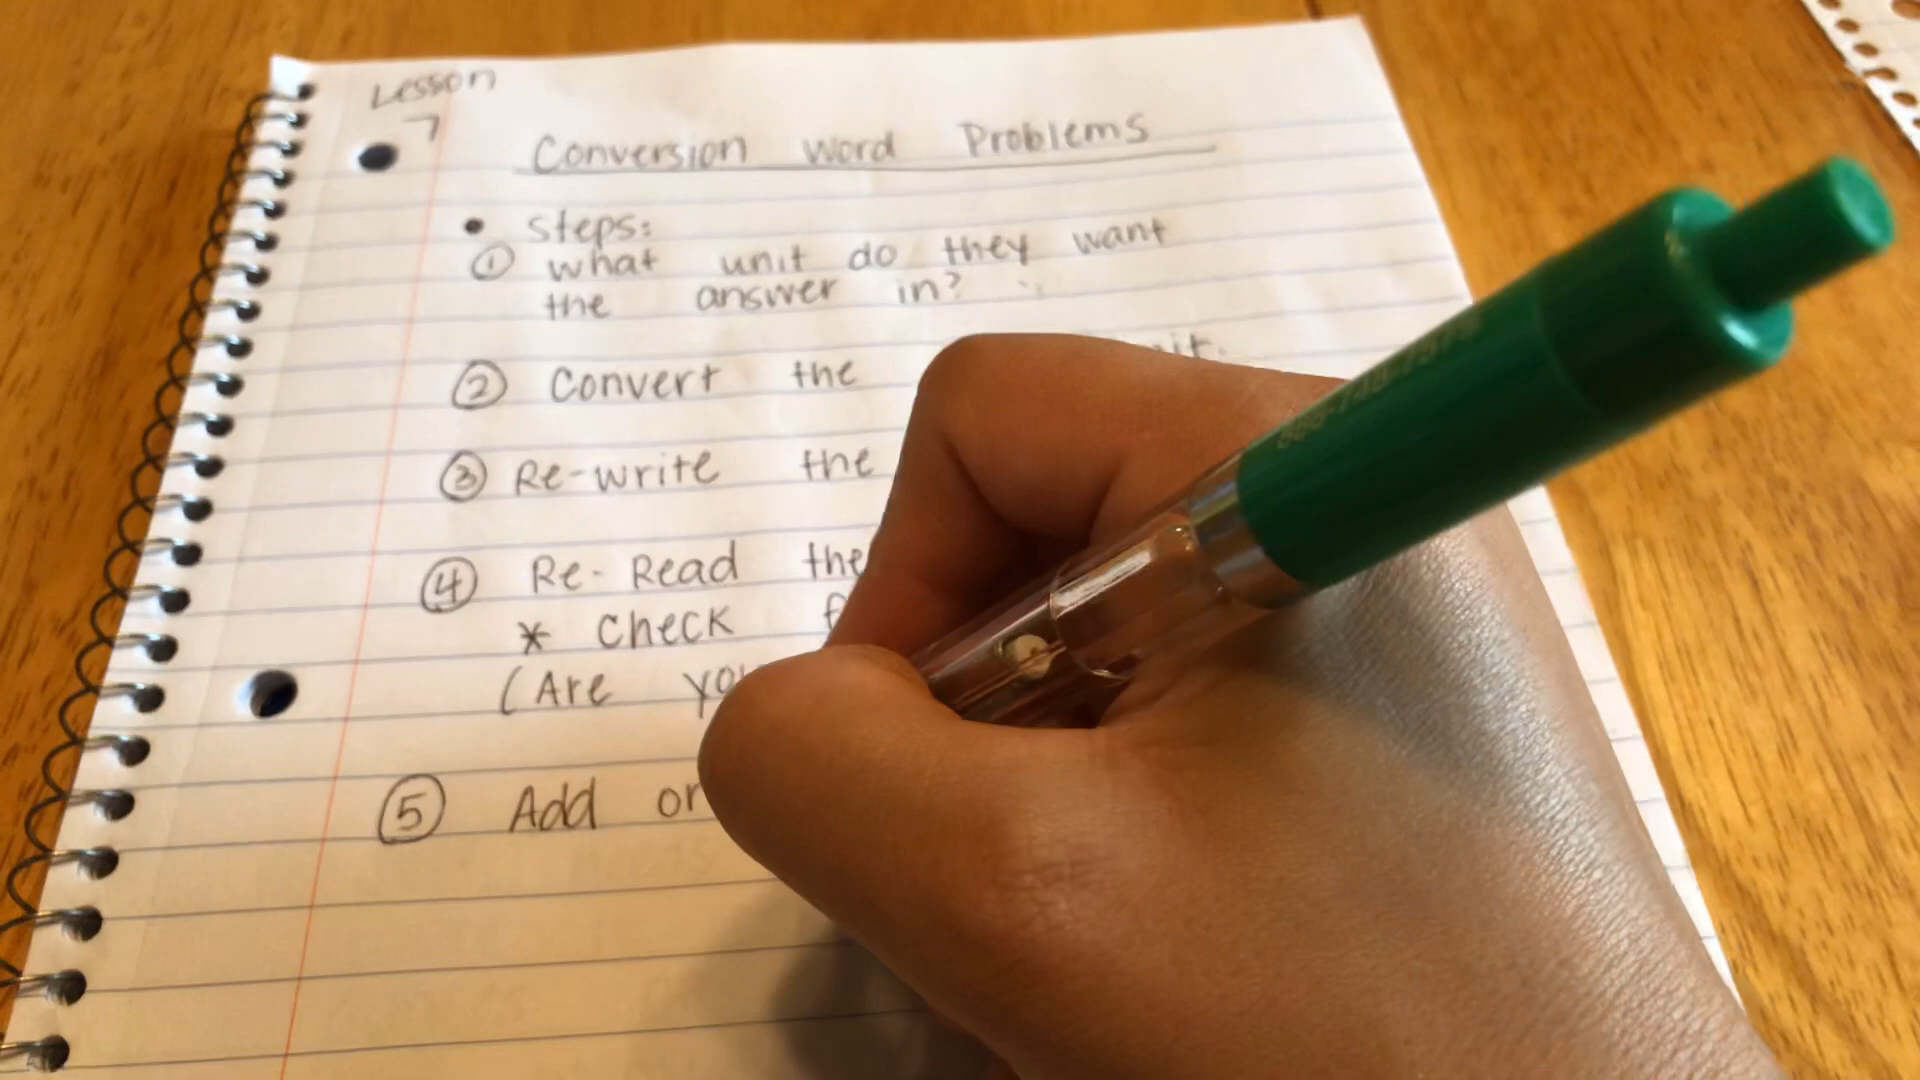 Lesson
7
Conversion Word Problems
• Steps:
① what unit do they want
the answer in?
② Convert the
③ Re-write the
④ Re-Read the
* Check
(Are
⑤ Add or